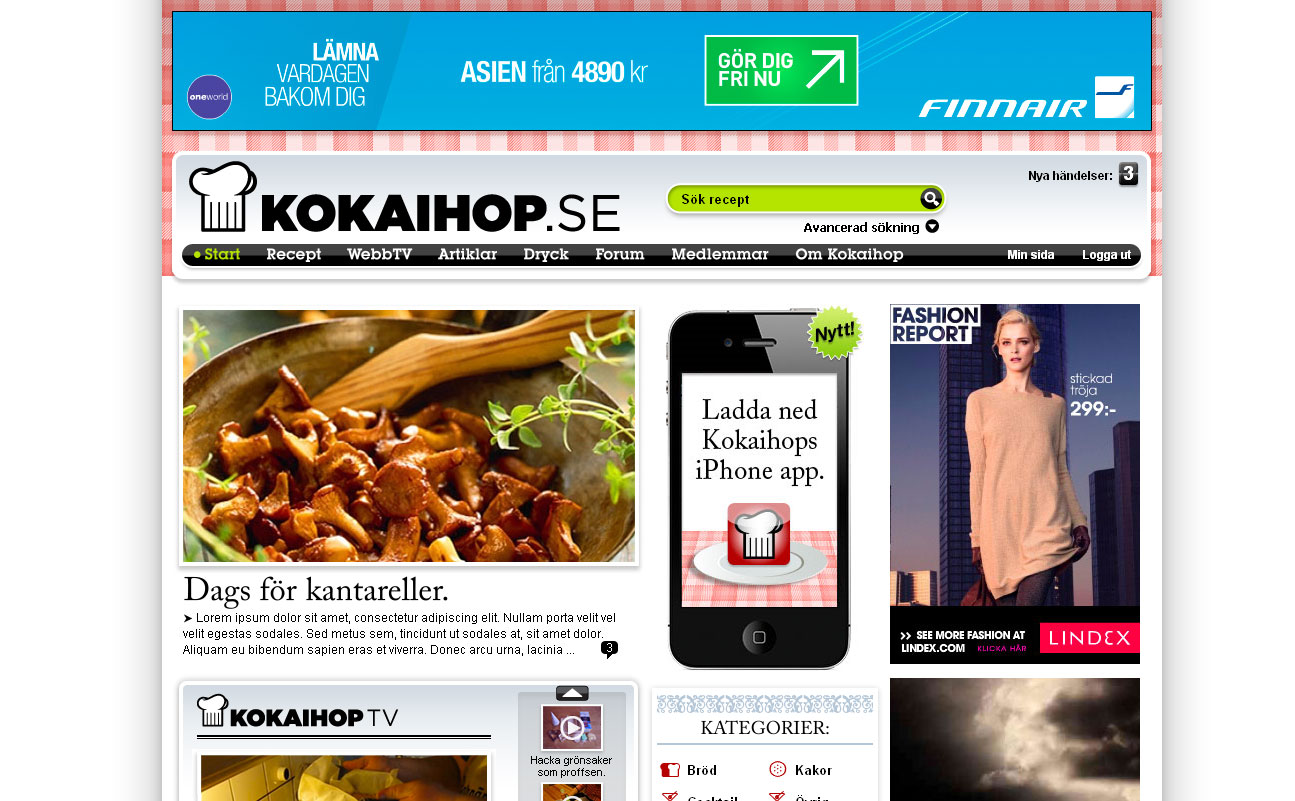 LÄMNA
VARDAGEN
BAKOM DIG
oneworld
ASIEN från 4890 kr
GÖR DIG
FRI NU
FINNAIR
KOKAIHOP.SE
Sök recept
Avancerad sökning
Nya händelser: 3
Start Recept WebbTV Artiklar Dryck Forum Medlemmar Om Kokaihop Min sida Logga ut
Dags för kantareller.
➤ Lorem ipsum dolor sit amet, consectetur adipiscing elit. Nullam porta velit vel
velit egestas sodales. Sed metus sem, tincidunt ut sodales at, sit amet dolor.
Aliquam eu bibendum sapien eras et viverra. Donec arcu urna, lacinia ... 3
Nytt!
Ladda ned
Kokaihops
iPhone app.
FASHION
REPORT
stickad
tröja
299:-
>> SEE MORE FASHION AT
LINDEX.COM KLICKA HÄR
LINDEX
KOKAIHOP TV
Hacka grönsaker
som proffsen.
KATEGORIER:
Bröd Kakor
Cocktail Övrig